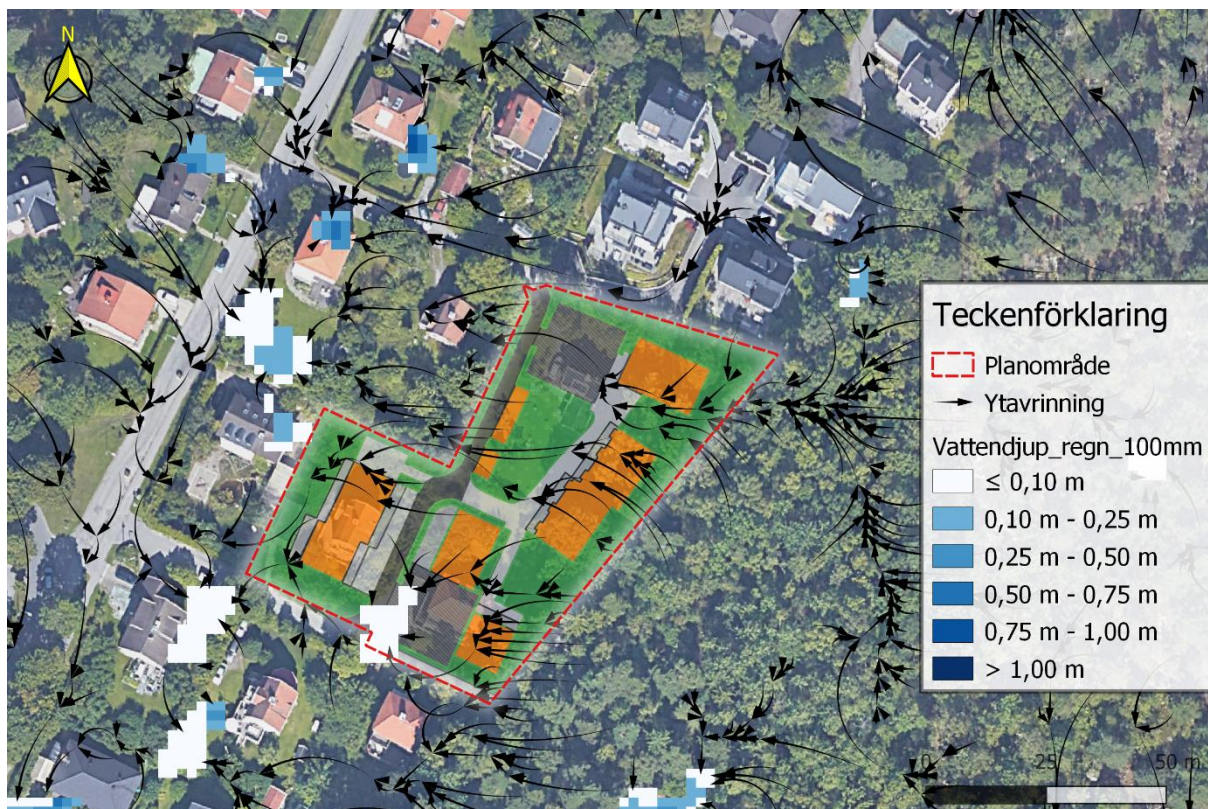 N
Teckenförklaring
Planområde
Ytavrinning
Vattendjup_regn_100mm
≤ 0,10 m
0,10 m - 0,25 m
0,25 m - 0,50 m
0,50 m - 0,75 m
0,75 m - 1,00 m
> 1,00 m
0 25 50 m